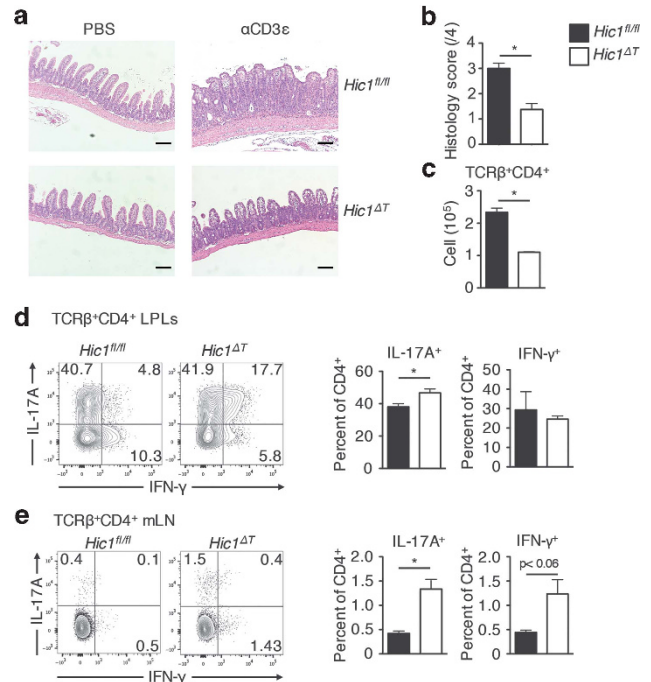 a
PBS
αCD3ε
Hic1fl/fl
Hic1ΔT
b
Histology score (/4)
4
3
2
1
0
*
Hic1fl/fl
Hic1ΔT
c
TCRβ+CD4+
Cell (10⁵)
3
2
1
0
*
d
TCRβ+CD4+ LPLs
Hic1fl/fl
Hic1ΔT
40.7
4.8
10.3
41.9
17.7
5.8
IL-17A
IFN-γ
IL-17A+
Percent of CD4+
60
40
20
0
*
IFN-γ+
Percent of CD4+
50
40
30
20
10
0
e
TCRβ+CD4+ mLN
Hic1fl/fl
Hic1ΔT
0.4
0.1
0.5
1.5
0.4
1.43
IL-17A
IFN-γ
IL-17A+
Percent of CD4+
2.0
1.5
1.0
0.5
0.0
*
IFN-γ+
Percent of CD4+
2.0
1.5
1.0
0.5
0.0
p< 0.06